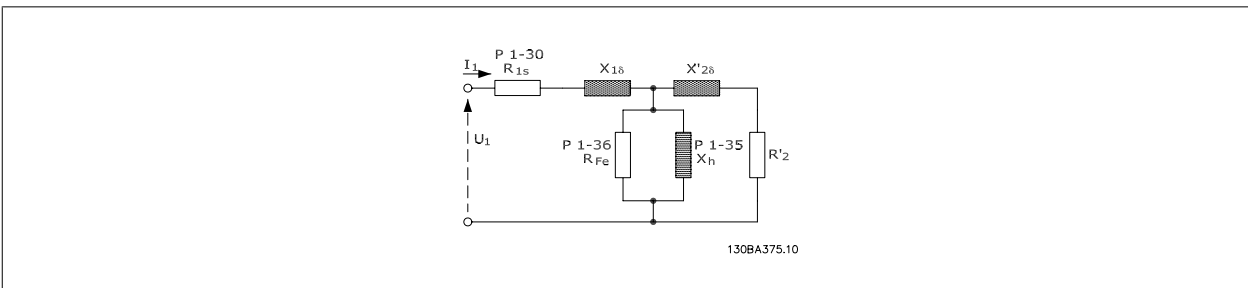 P 1-30
I1
R1s
X1δ
X'2δ
U1
P 1-36
RFe
P 1-35
Xh
R'2
130BA375.10